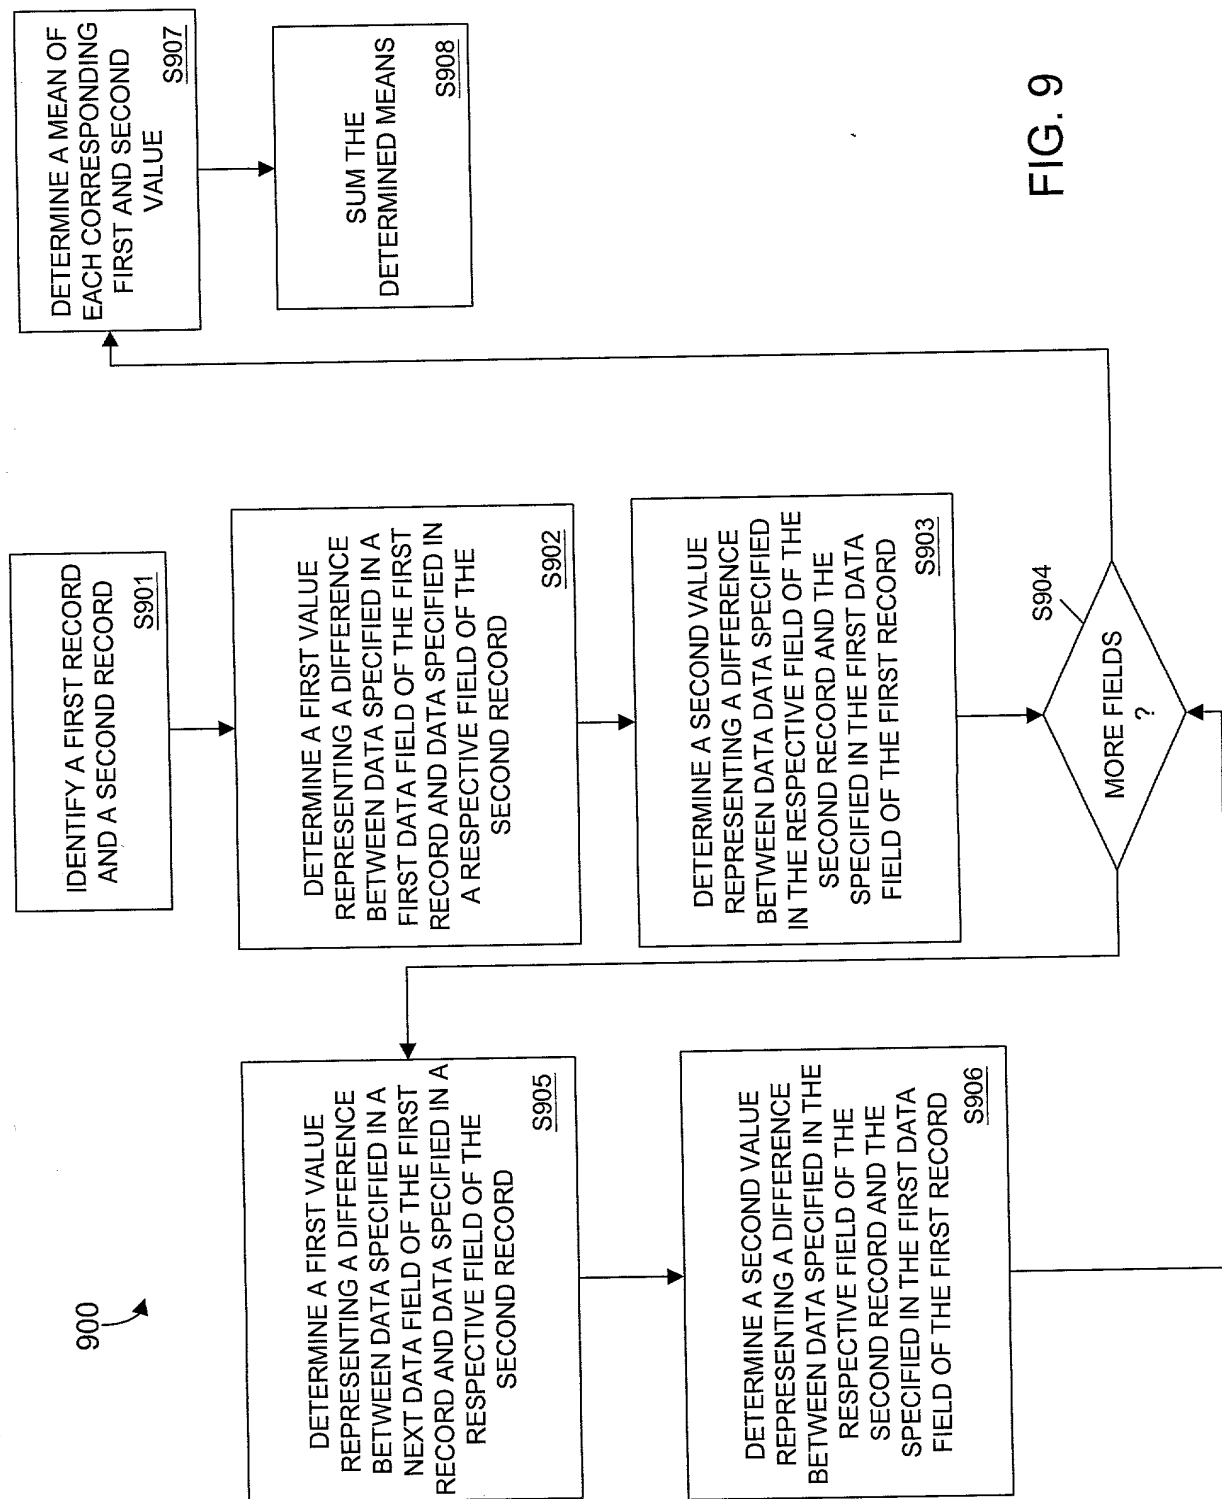 900
IDENTIFY A FIRST RECORD
AND A SECOND RECORD
S901
DETERMINE A FIRST VALUE
REPRESENTING A DIFFERENCE
BETWEEN DATA SPECIFIED IN A
FIRST DATA FIELD OF THE FIRST
RECORD AND DATA SPECIFIED IN
A RESPECTIVE FIELD OF THE
SECOND RECORD
S902
DETERMINE A SECOND VALUE
REPRESENTING A DIFFERENCE
BETWEEN DATA DATA SPECIFIED
IN THE RESPECTIVE FIELD OF THE
SECOND RECORD AND THE
SPECIFIED IN THE FIRST DATA
FIELD OF THE FIRST RECORD
S903
S904
MORE FIELDS
?
DETERMINE A FIRST VALUE
REPRESENTING A DIFFERENCE
BETWEEN DATA SPECIFIED IN A
NEXT DATA FIELD OF THE FIRST
RECORD AND DATA SPECIFIED IN A
RESPECTIVE FIELD OF THE
SECOND RECORD
S905
DETERMINE A SECOND VALUE
REPRESENTING A DIFFERENCE
BETWEEN DATA SPECIFIED IN THE
RESPECTIVE FIELD OF THE
SECOND RECORD AND THE
SPECIFIED IN THE FIRST DATA
FIELD OF THE FIRST RECORD
S906
DETERMINE A MEAN OF
EACH CORRESPONDING
FIRST AND SECOND
VALUE
S907
SUM THE
DETERMINED MEANS
S908
FIG. 9